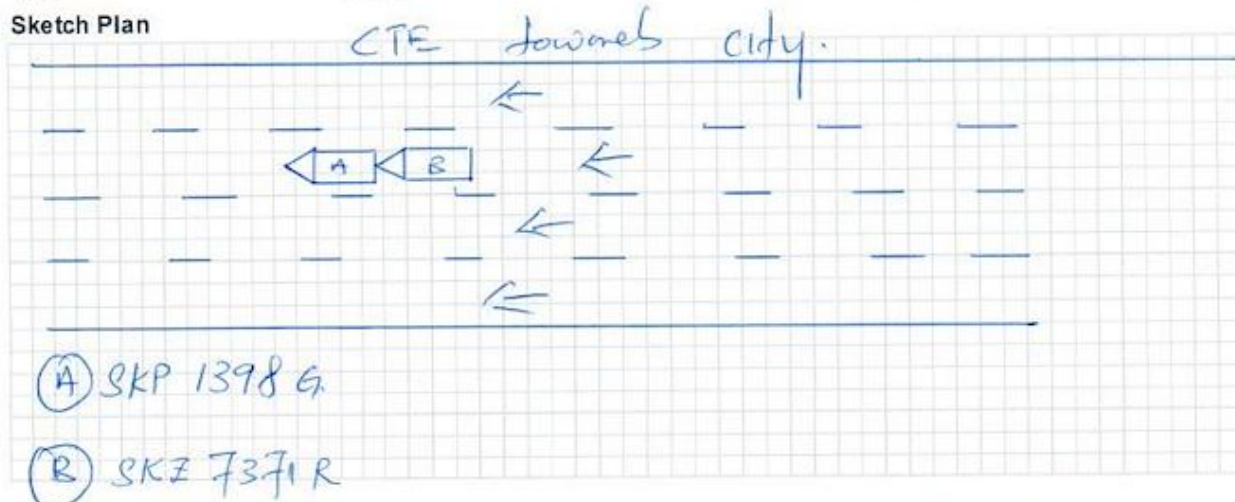 Sketch Plan
CTE towards City.
A B
(A) SKP 1398 G.
(B) SKZ 7371 R